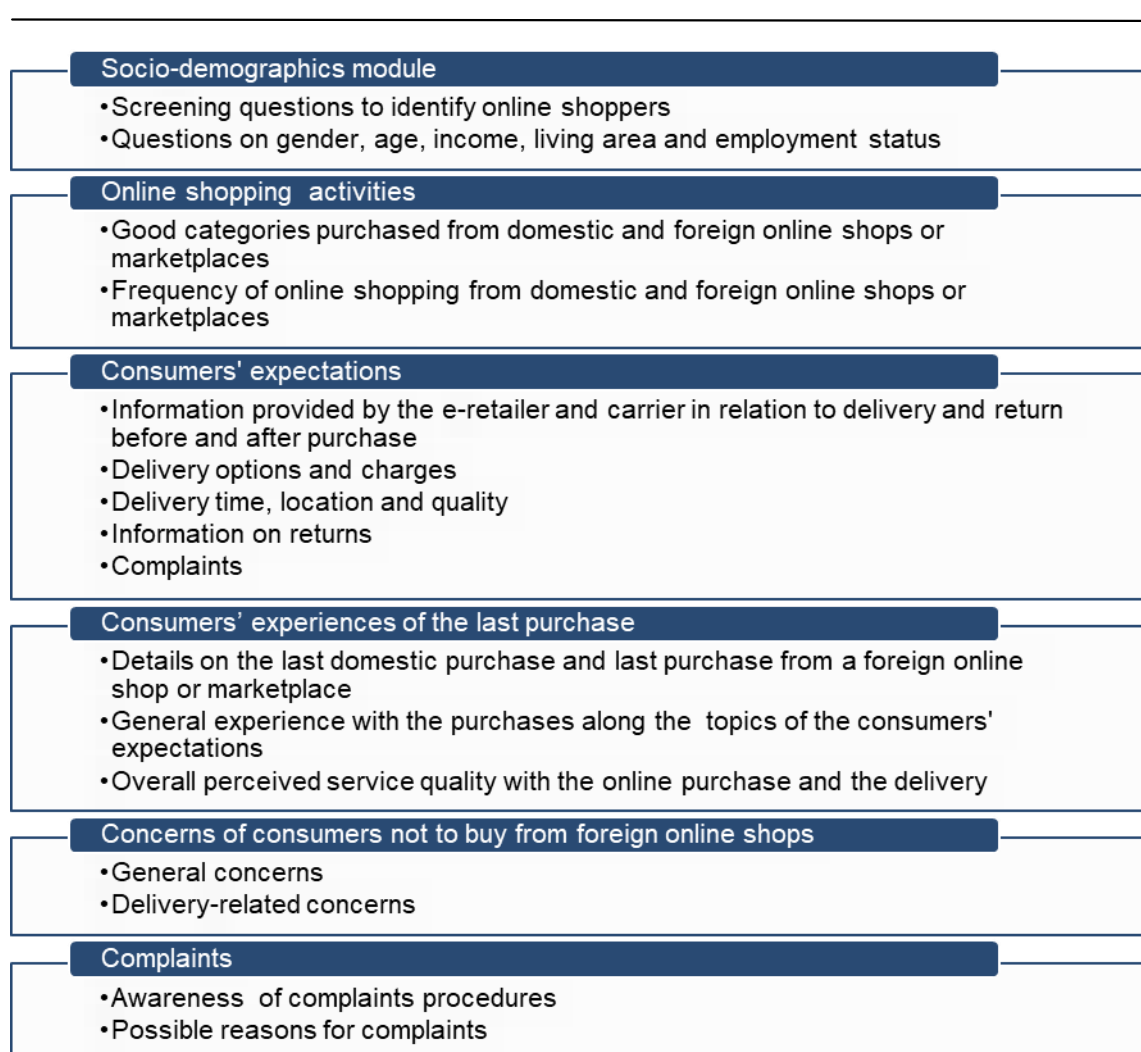 Socio-demographics module
•Screening questions to identify online shoppers
•Questions on gender, age, income, living area and employment status
Online shopping activities
•Good categories purchased from domestic and foreign online shops or
marketplaces
•Frequency of online shopping from domestic and foreign online shops or
marketplaces
Consumers' expectations
•Information provided by the e-retailer and carrier in relation to delivery and return
before and after purchase
•Delivery options and charges
•Delivery time, location and quality
•Information on returns
•Complaints
Consumers’ experiences of the last purchase
•Details on the last domestic purchase and last purchase from a foreign online
shop or marketplace
•General experience with the purchases along the topics of the consumers'
expectations
•Overall perceived service quality with the online purchase and the delivery
Concerns of consumers not to buy from foreign online shops
•General concerns
•Delivery-related concerns
Complaints
•Awareness of complaints procedures
•Possible reasons for complaints